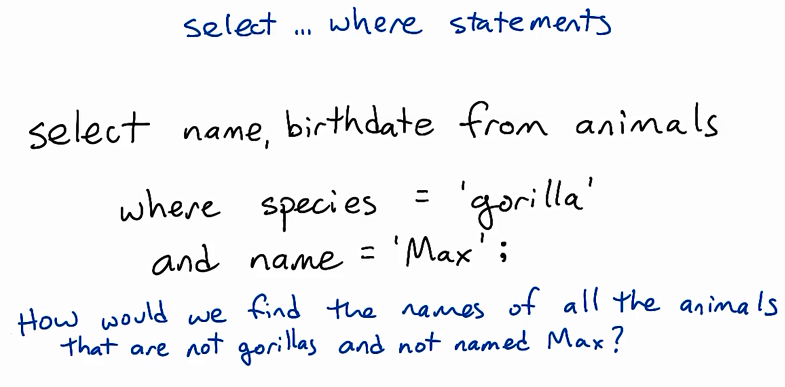 select ... where statements
select name, birthdate from animals
where species = 'gorilla'
and name = 'Max';
How would we find the names of all the animals
that are not gorillas and not named Max?